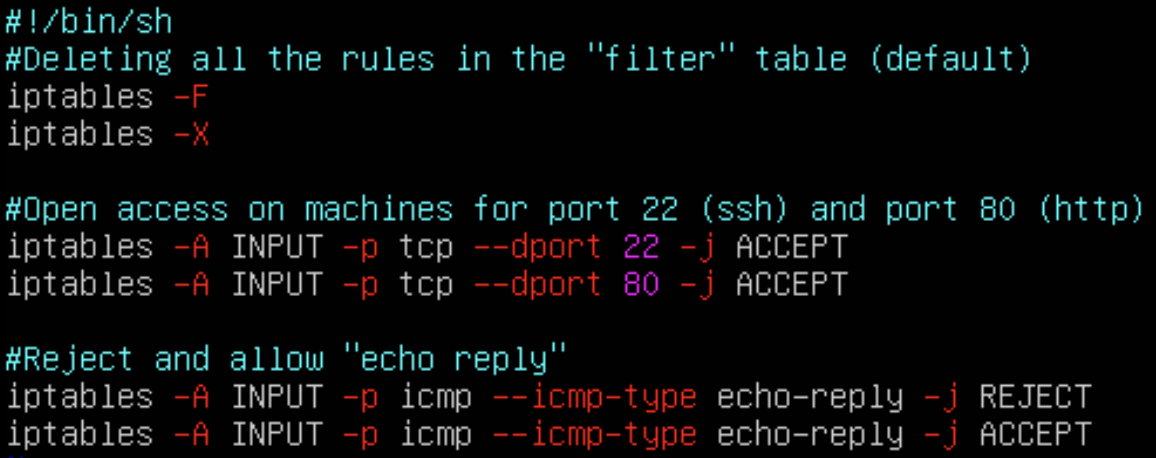 #!/bin/sh
#Deleting all the rules in the "filter" table (default)
iptables -F
iptables -X
#Open access on machines for port 22 (ssh) and port 80 (http)
iptables -A INPUT -p tcp --dport 22 -j ACCEPT
iptables -A INPUT -p tcp --dport 80 -j ACCEPT
#Reject and allow "echo reply"
iptables -A INPUT -p icmp --icmp-type echo-reply -j REJECT
iptables -A INPUT -p icmp --icmp-type echo-reply -j ACCEPT